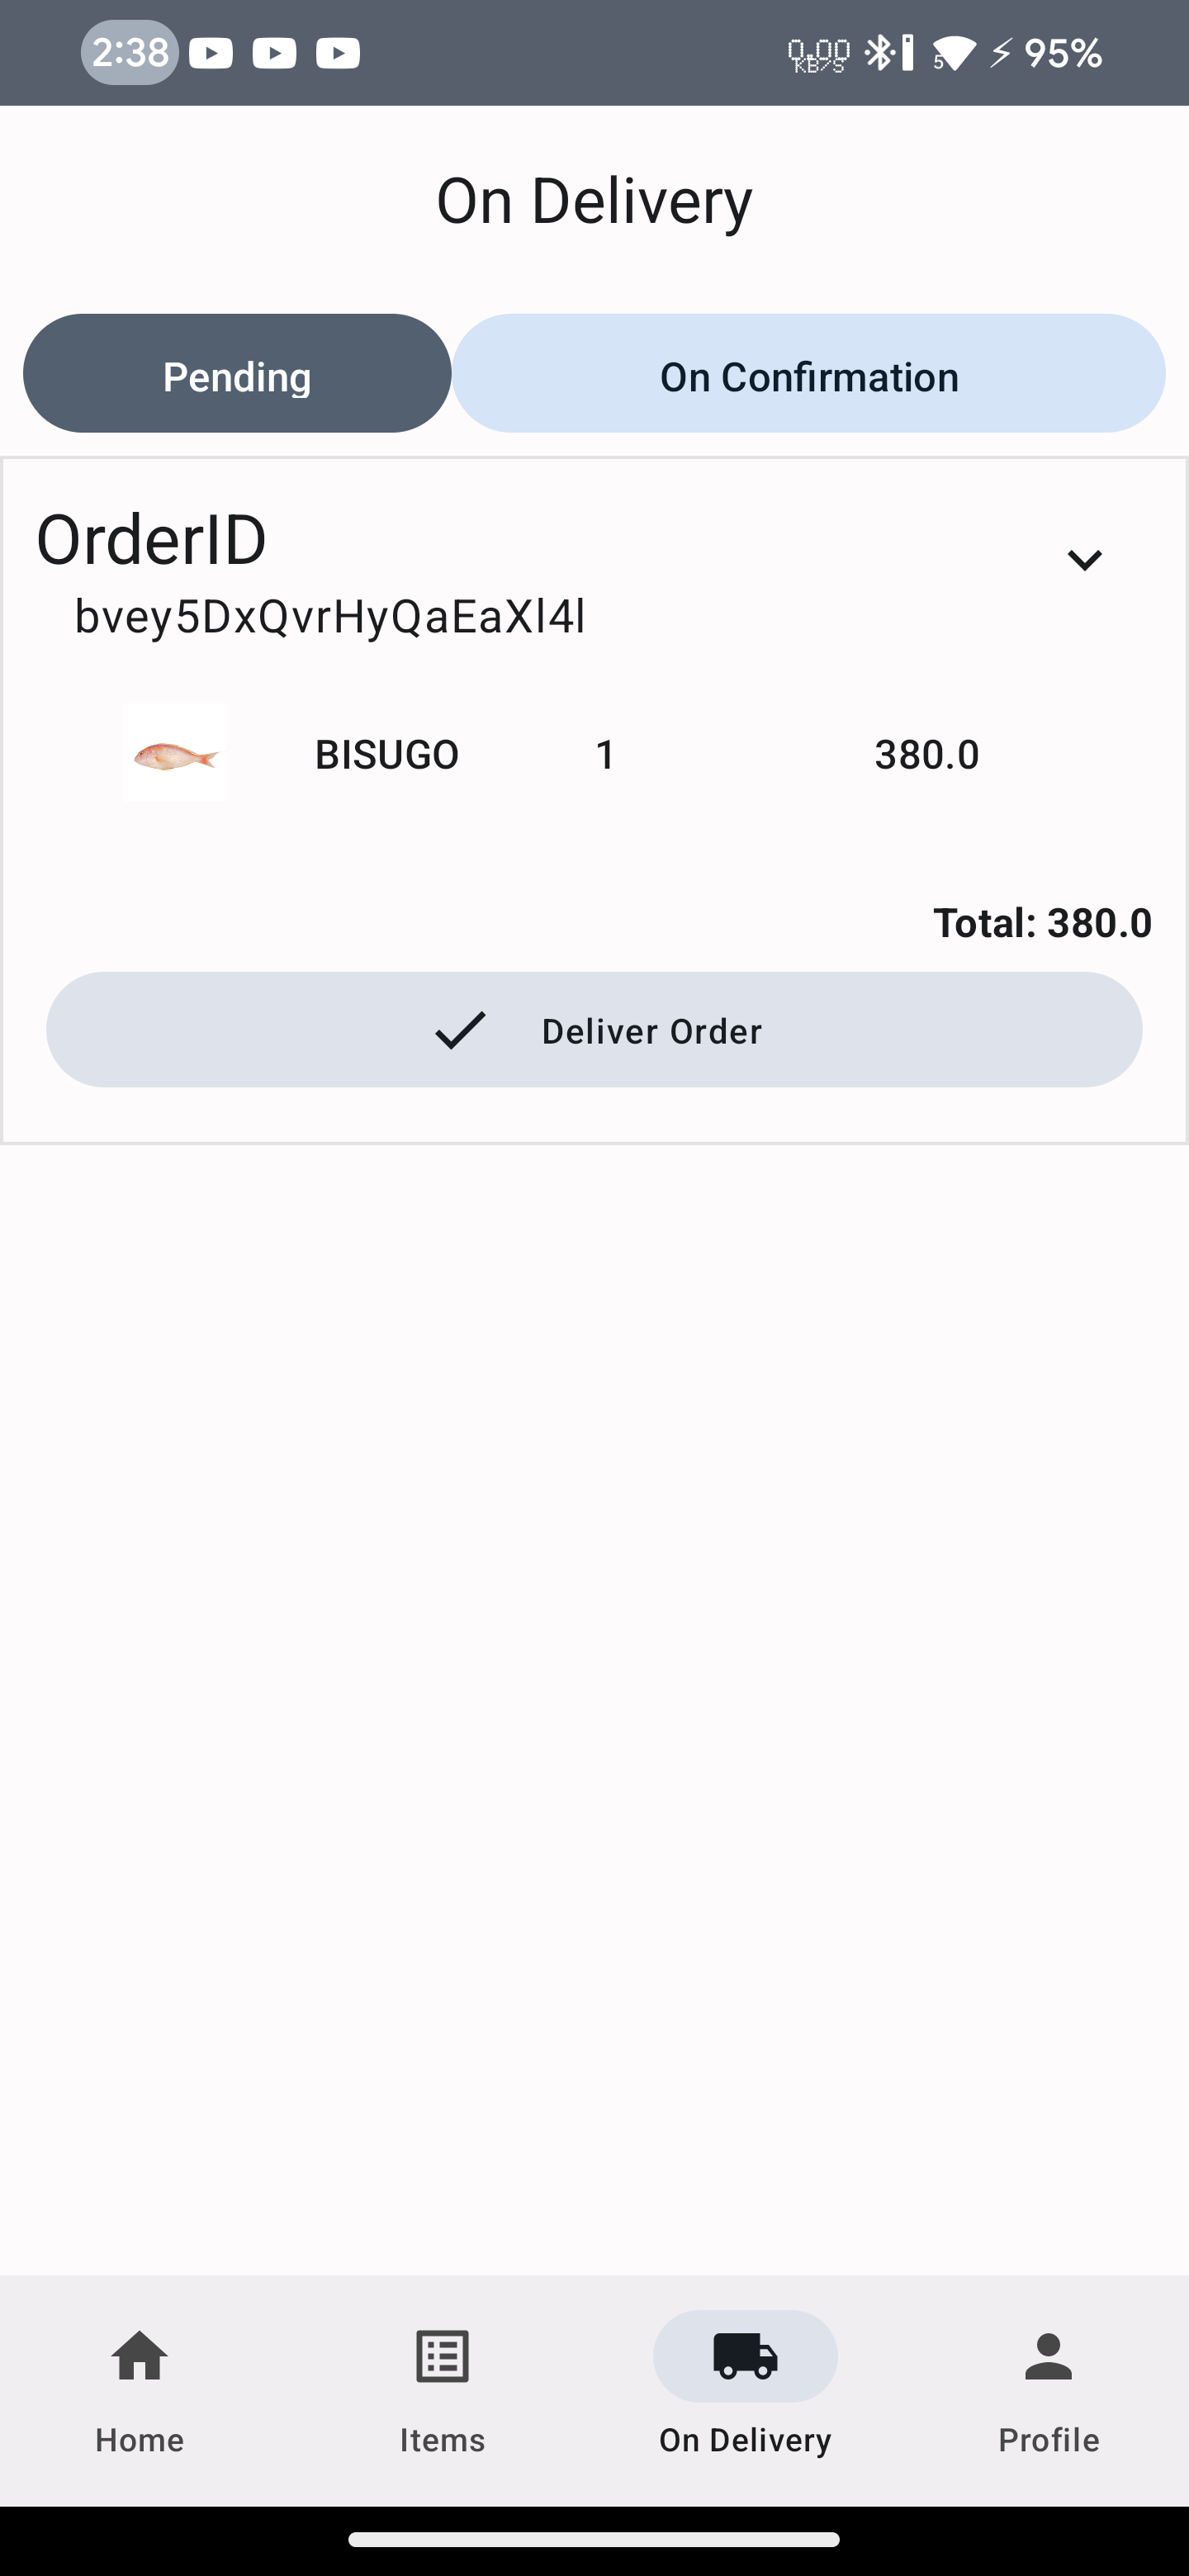 2:38 0.00 KB/S 5 95%
On Delivery
Pending On Confirmation
OrderID
bvey5DxQvrHyQaEaXl4l
BISUGO 1 380.0
Total: 380.0
Deliver Order
Home Items On Delivery Profile